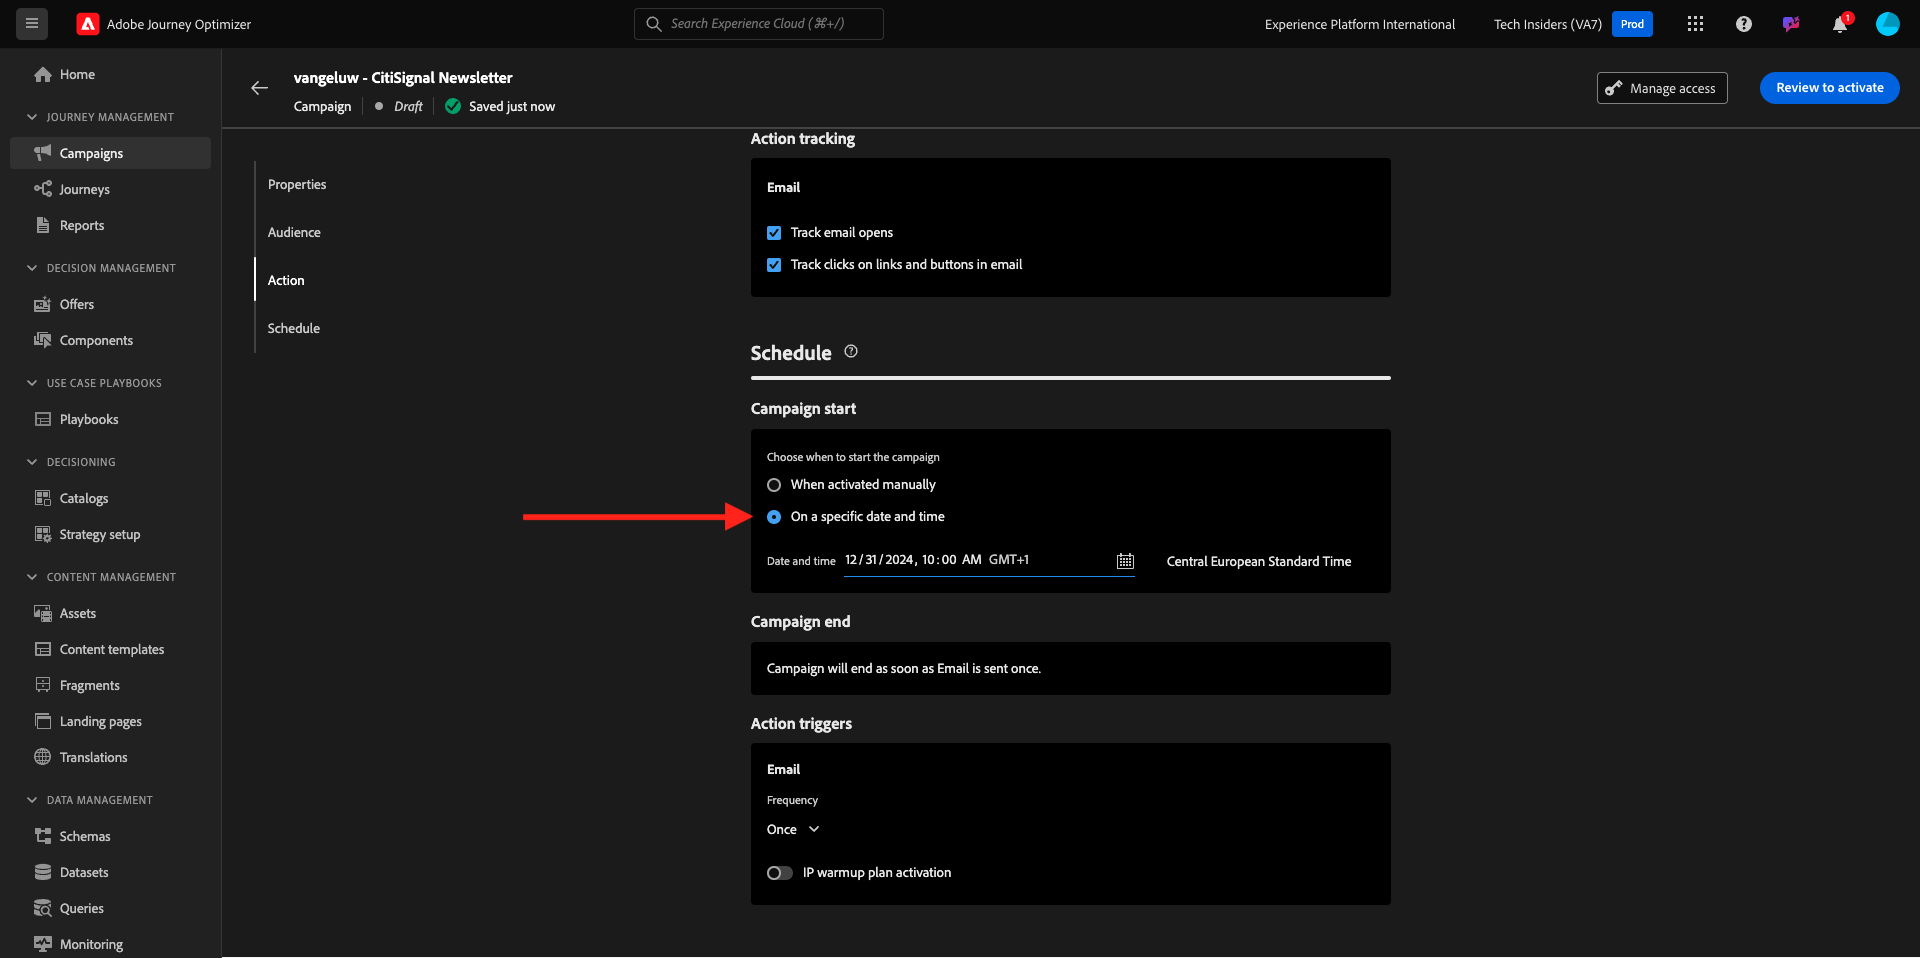 Adobe Journey Optimizer
Search Experience Cloud (⌘+/)
Experience Platform International
Tech Insiders (VA7)
Prod
1
Home
JOURNEY MANAGEMENT
Campaigns
Journeys
Reports
DECISION MANAGEMENT
Offers
Components
USE CASE PLAYBOOKS
Playbooks
DECISIONING
Catalogs
Strategy setup
CONTENT MANAGEMENT
Assets
Content templates
Fragments
Landing pages
Translations
DATA MANAGEMENT
Schemas
Datasets
Queries
Monitoring
vangeluw - CitiSignal Newsletter
Campaign
Draft
Saved just now
Manage access
Review to activate
Properties
Audience
Action
Schedule
Action tracking
Email
Track email opens
Track clicks on links and buttons in email
Schedule
Campaign start
Choose when to start the campaign
When activated manually
On a specific date and time
Date and time 12/31/2024, 10:00 AM GMT+1
Central European Standard Time
Campaign end
Campaign will end as soon as Email is sent once.
Action triggers
Email
Frequency
Once
IP warmup plan activation